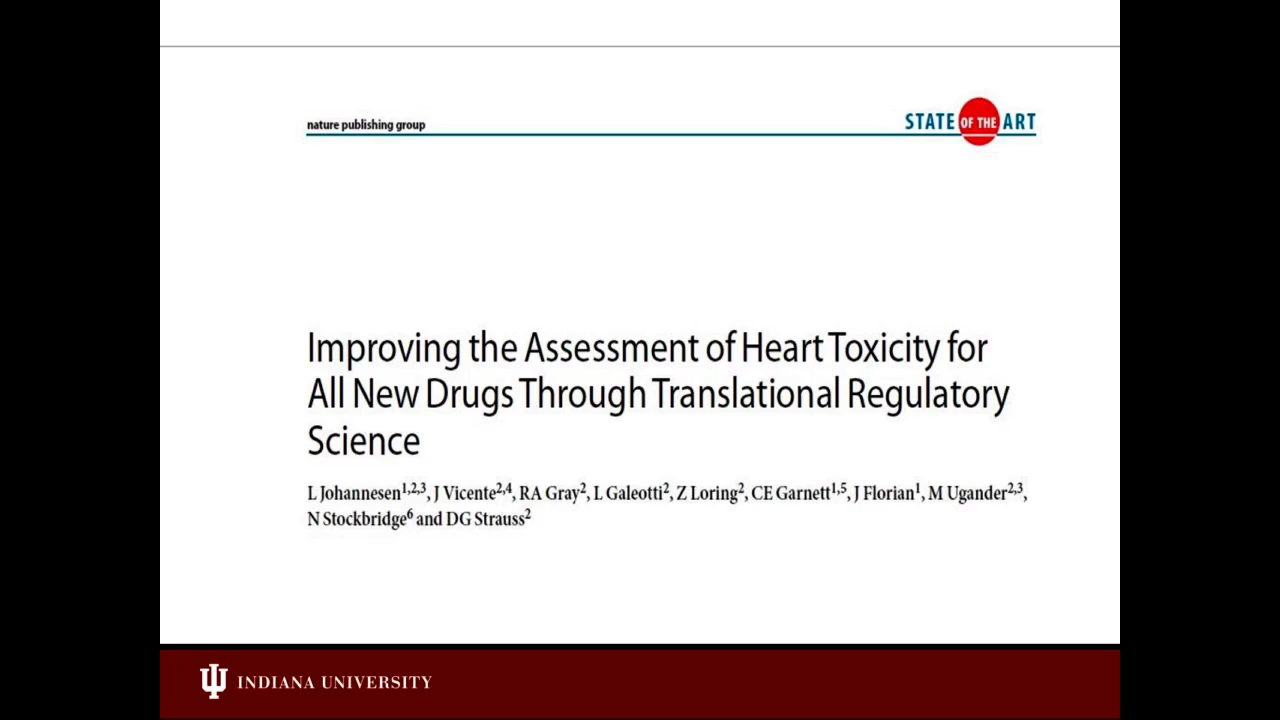 nature publishing group
STATE OF THE ART
Improving the Assessment of Heart Toxicity for
All New Drugs Through Translational Regulatory
Science
L Johannesen1,2,3, J Vicente2,4, RA Gray2, L Galeotti2, Z Loring2, CE Garnett1,5, J Florian1, M Ugander2,3,
N Stockbridge6 and DG Strauss2
INDIANA UNIVERSITY